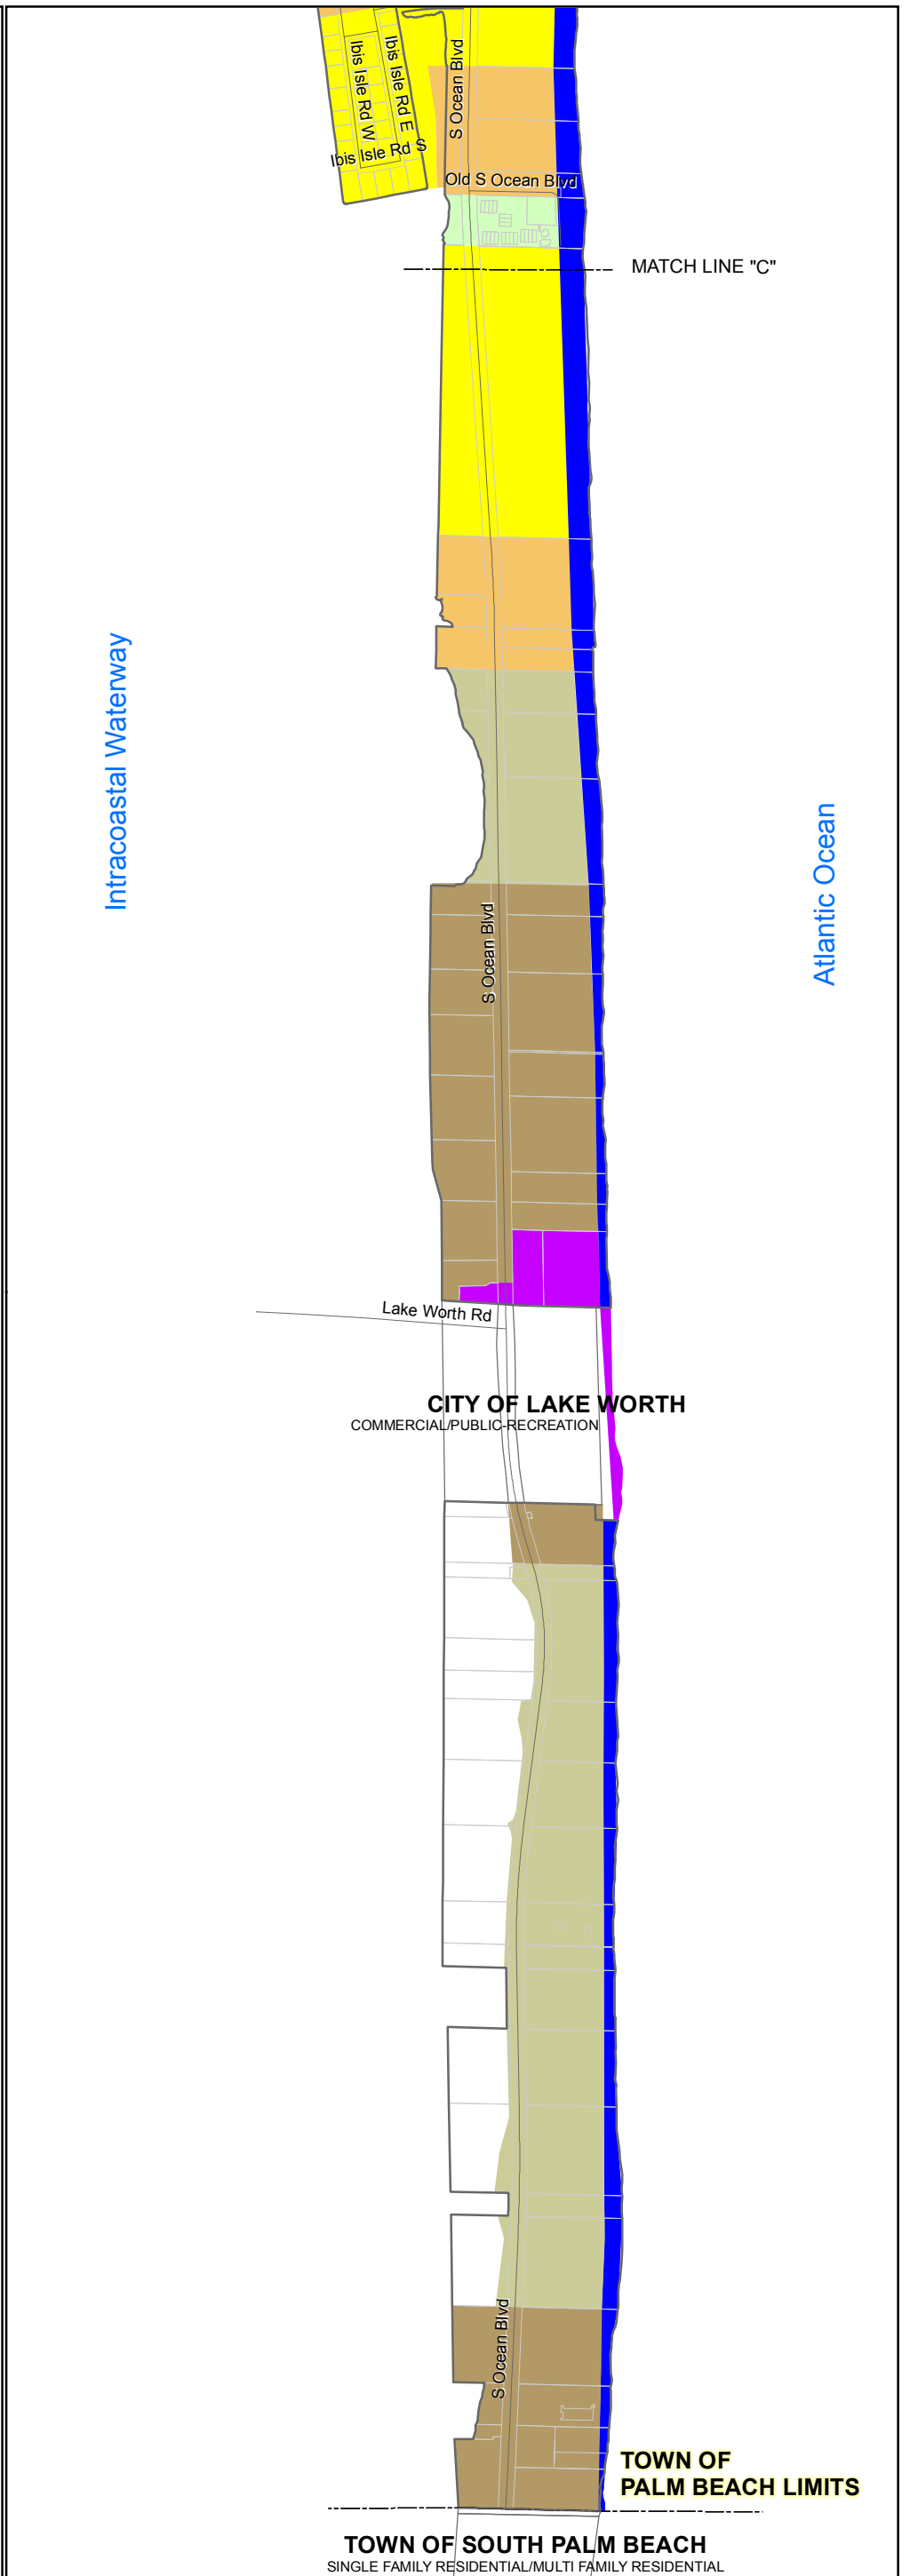 Ibis Isle Rd W
Ibis Isle Rd E
S Ocean Blvd
Ibis Isle Rd S
Old S Ocean Blvd
MATCH LINE "C"
Intracoastal Waterway
Atlantic Ocean
S Ocean Blvd
Lake Worth Rd
CITY OF LAKE WORTH
COMMERCIAL/PUBLIC-RECREATION
S Ocean Blvd
TOWN OF
PALM BEACH LIMITS
TOWN OF SOUTH PALM BEACH
SINGLE FAMILY RESIDENTIAL/MULTI FAMILY RESIDENTIAL